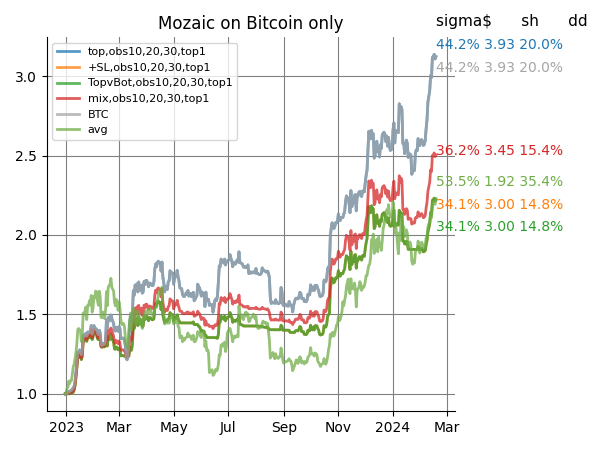 Mozaic on Bitcoin only
sigma$ sh dd
top,obs10,20,30,top1
+SL,obs10,20,30,top1
TopvBot,obs10,20,30,top1
mix,obs10,20,30,top1
BTC
avg
44.2% 3.93 20.0%
44.2% 3.93 20.0%
36.2% 3.45 15.4%
53.5% 1.92 35.4%
34.1% 3.00 14.8%
34.1% 3.00 14.8%
3.0
2.5
2.0
1.5
1.0
2023 Mar May Jul Sep Nov 2024 Mar